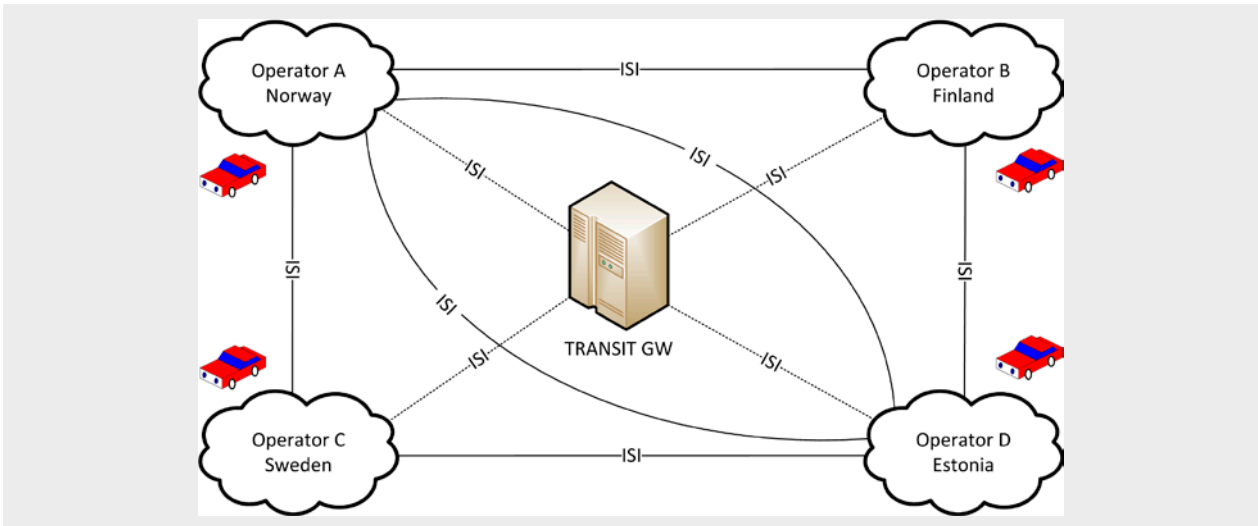 Operator A
Norway
ISI
Operator B
Finland
ISI
ISI
ISI
ISI
ISI
ISI
TRANSIT GW
ISI
ISI
Operator C
Sweden
ISI
Operator D
Estonia